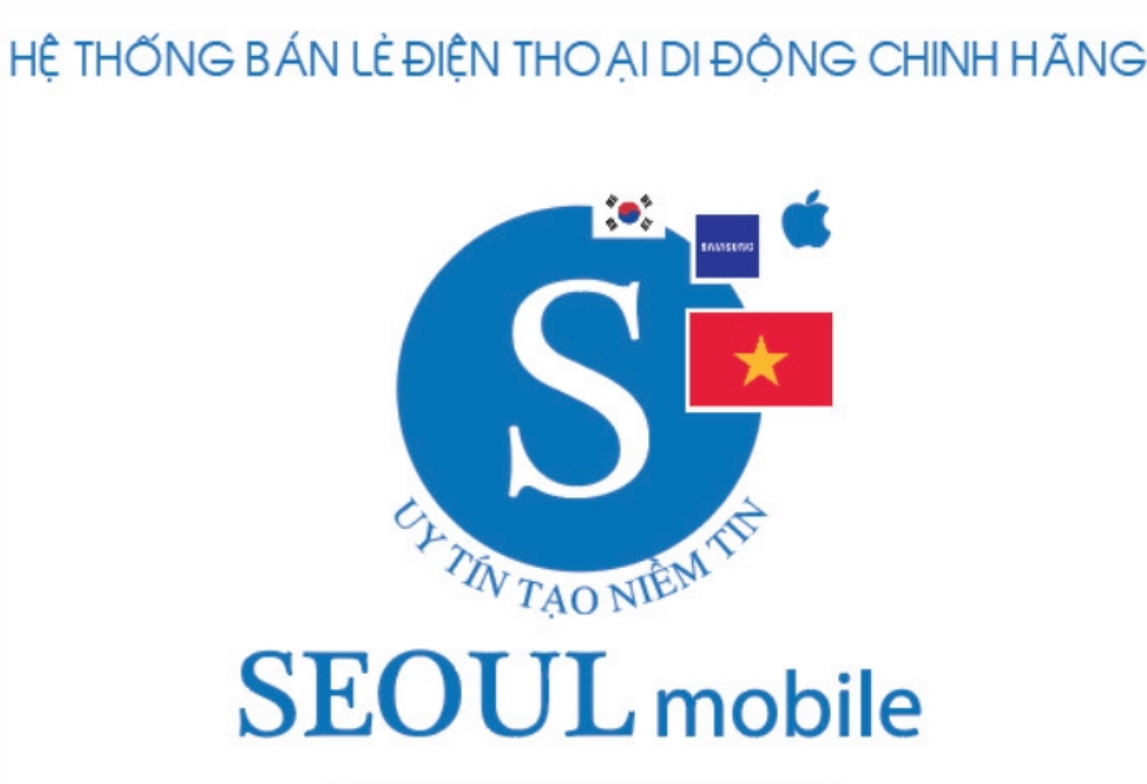 HỆ THỐNG BÁN LẺ ĐIỆN THOẠI DI ĐỘNG CHINH HÃNG
SAMSUNG
S
UY TÍN TẠO NIỀM TIN
SEOUL mobile